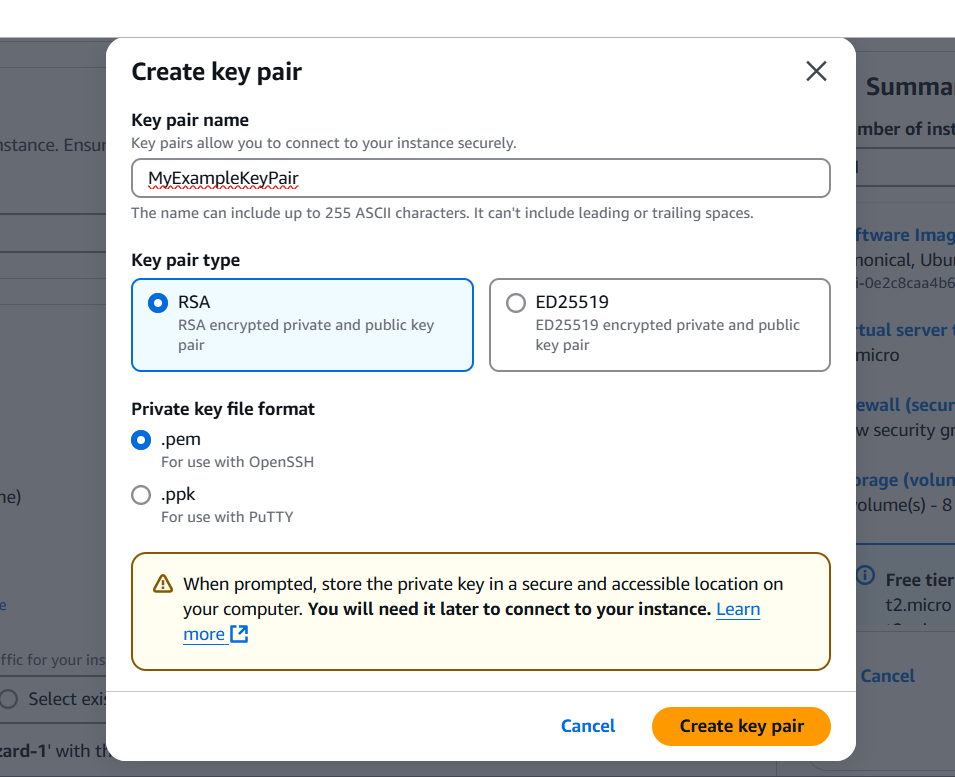 Create key pair
Key pair name
Key pairs allow you to connect to your instance securely.
MyExampleKeyPair
The name can include up to 255 ASCII characters. It can't include leading or trailing spaces.
Key pair type
RSA
RSA encrypted private and public key
pair
ED25519
ED25519 encrypted private and public
key pair
Private key file format
.pem
For use with OpenSSH
.ppk
For use with PuTTY
When prompted, store the private key in a secure and accessible location on
your computer. You will need it later to connect to your instance. Learn
more
Cancel
Create key pair
nstance. Ensur
ne)
e
ffic for your ins
Select exis
zard-1' with th
Summa
mber of inst
ftware Imag
nonical, Ubu
i-0e2c8caa4b6
rtual server t
micro
ewall (secur
w security gr
orage (volum
volume(s) - 8
Free tier
t2.micro
Cancel